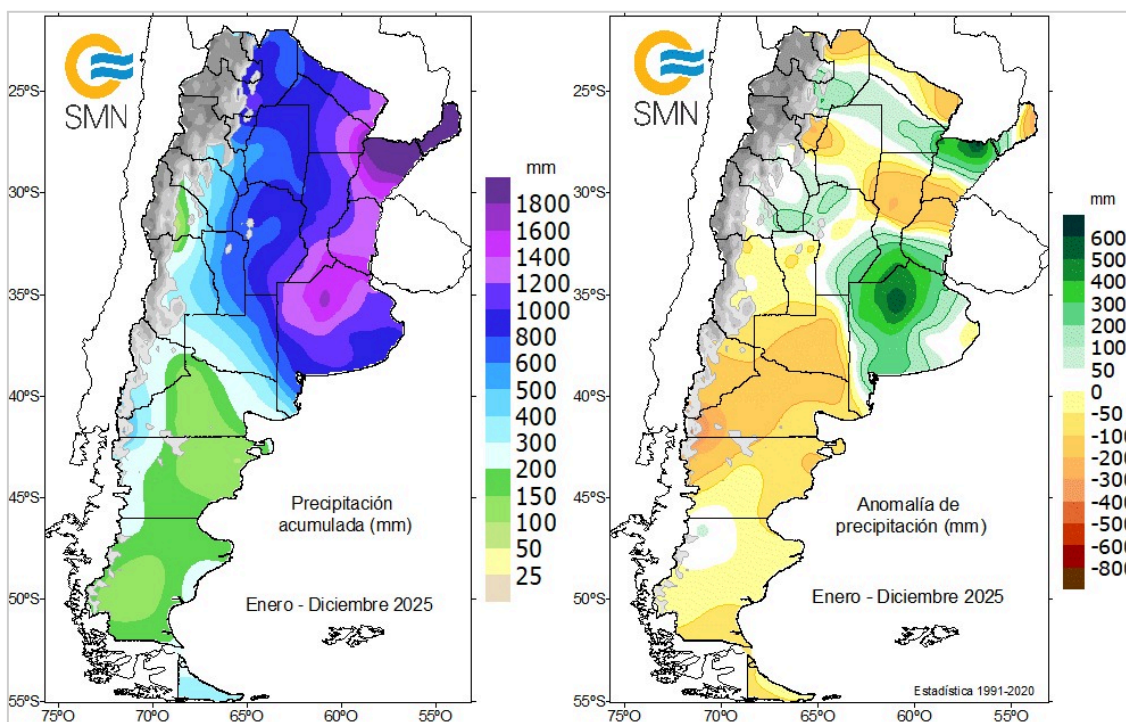 SMN
25°S
30°S
35°S
40°S
45°S
50°S
55°S
75°O
70°O
65°O
60°O
55°O
mm
1800
1600
1200
1000
800
600
500
400
300
200
150
100
50
25
Precipitación
acumulada (mm)
Enero - Diciembre 2025
SMN
25°S
30°S
35°S
40°S
45°S
50°S
55°S
75°O
70°O
65°O
60°O
55°O
mm
600
500
400
300
200
100
50
0
-50
-100
-200
-300
-400
-500
-600
-800
Anomalía de
precipitación (mm)
Enero - Diciembre 2025
Estadística 1991-2020